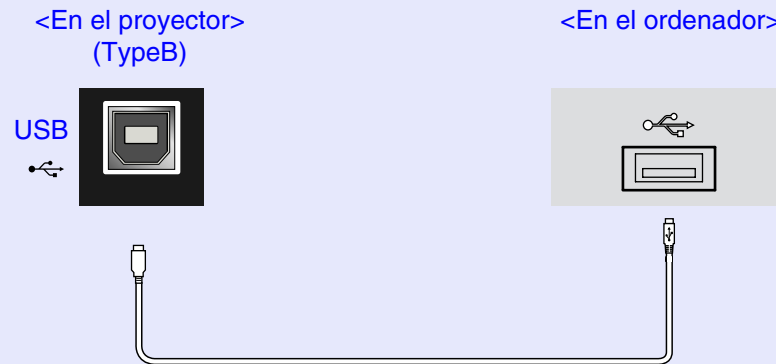 <En el proyector>
(TypeB)
<En el ordenador>
USB